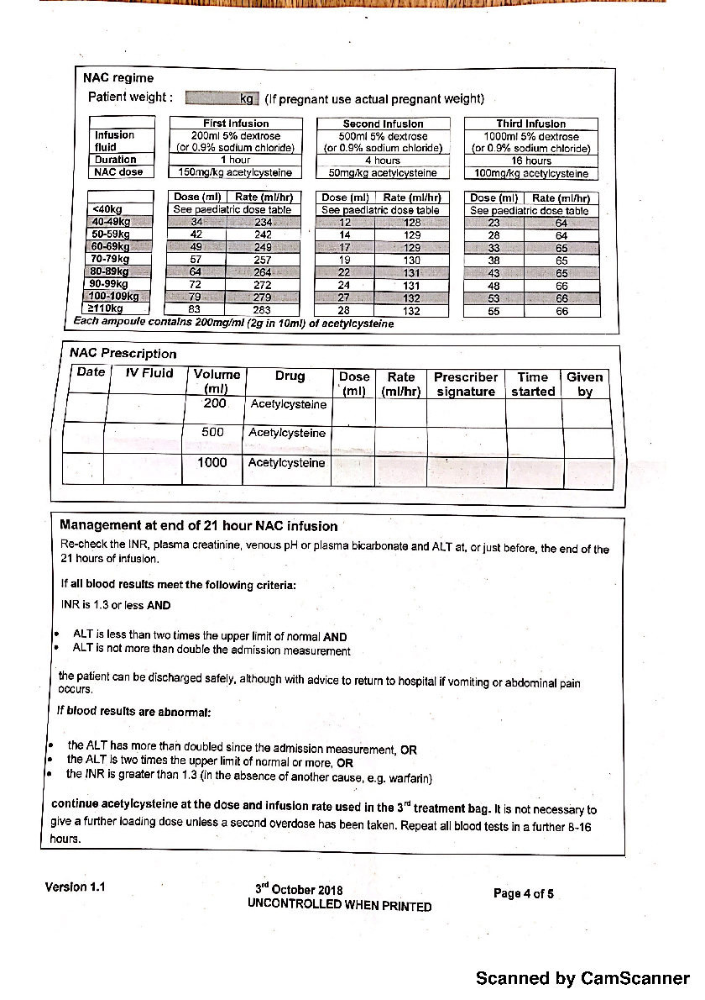 NAC regime
Patient weight : kg (If pregnant use actual pregnant weight)
First Infusion Second Infusion Third Infusion
Infusion fluid 200ml 5% dextrose (or 0.9% sodium chloride) 500ml 5% dextrose (or 0.9% sodium chloride) 1000ml 5% dextrose (or 0.9% sodium chloride)
Duration 1 hour 4 hours 16 hours
NAC dose 150mg/kg acetylcysteine 50mg/kg acetylcysteine 100mg/kg acetylcysteine
Dose (ml) Rate (ml/hr) Dose (ml) Rate (ml/hr) Dose (ml) Rate (ml/hr)
<40kg See paediatric dose table See paediatric dose table See paediatric dose table
40-49kg 34 234 12 128 23 64
50-59kg 42 242 14 129 28 64
60-69kg 49 249 17 129 33 65
70-79kg 57 257 19 130 38 65
80-89kg 64 264 22 131 43 65
90-99kg 72 272 24 131 48 66
100-109kg 79 279 27 132 53 66
≥110kg 83 283 28 132 55 66
Each ampoule contains 200mg/ml (2g in 10ml) of acetylcysteine
NAC Prescription
Date IV Fluid Volume (ml) Drug Dose (ml) Rate (ml/hr) Prescriber signature Time started Given by
200 Acetylcysteine
500 Acetylcysteine
1000 Acetylcysteine
Management at end of 21 hour NAC infusion
Re-check the INR, plasma creatinine, venous pH or plasma bicarbonate and ALT at, or just before, the end of the
21 hours of infusion.
If all blood results meet the following criteria:
INR is 1.3 or less AND
• ALT is less than two times the upper limit of normal AND
• ALT is not more than double the admission measurement
the patient can be discharged safely, although with advice to return to hospital if vomiting or abdominal pain
occurs.
If blood results are abnormal:
• the ALT has more than doubled since the admission measurement, OR
• the ALT is two times the upper limit of normal or more, OR
• the INR is greater than 1.3 (in the absence of another cause, e.g. warfarin)
continue acetylcysteine at the dose and infusion rate used in the 3rd treatment bag. It is not necessary to
give a further loading dose unless a second overdose has been taken. Repeat all blood tests in a further 8-16
hours.
Version 1.1 3rd October 2018 Page 4 of 5
UNCONTROLLED WHEN PRINTED
Scanned by CamScanner